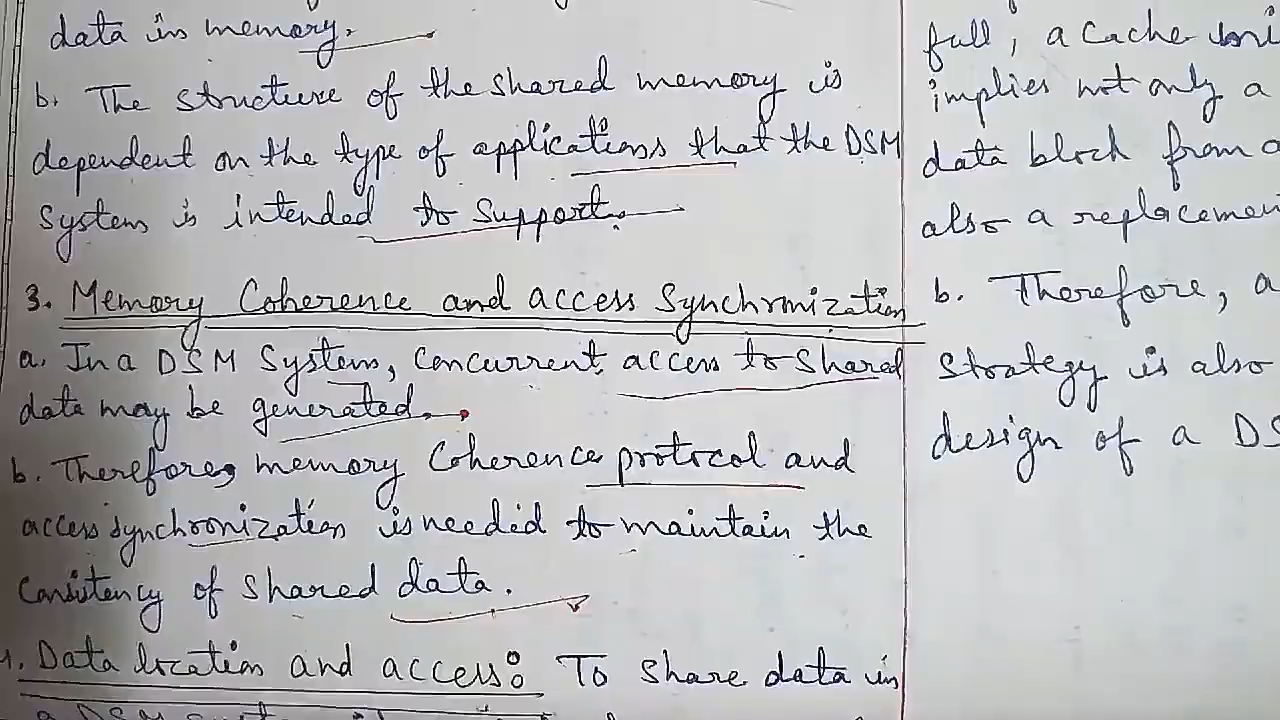 data in memory.
b. The structure of the shared memory is
dependent on the type of applications that the DSM
System is intended to support.
3. Memory Coherence and access Synchronization
a. In a DSM System, concurrent access to shared
data may be generated.
b. Therefore, memory Coherence protocol and
access synchronization is needed to maintain the
Consitency of shared data.
Data location and access: To share data in
full, a Cache
implies not only a
data block from
also a
b. Therefore, a
Strategy is also
design of a